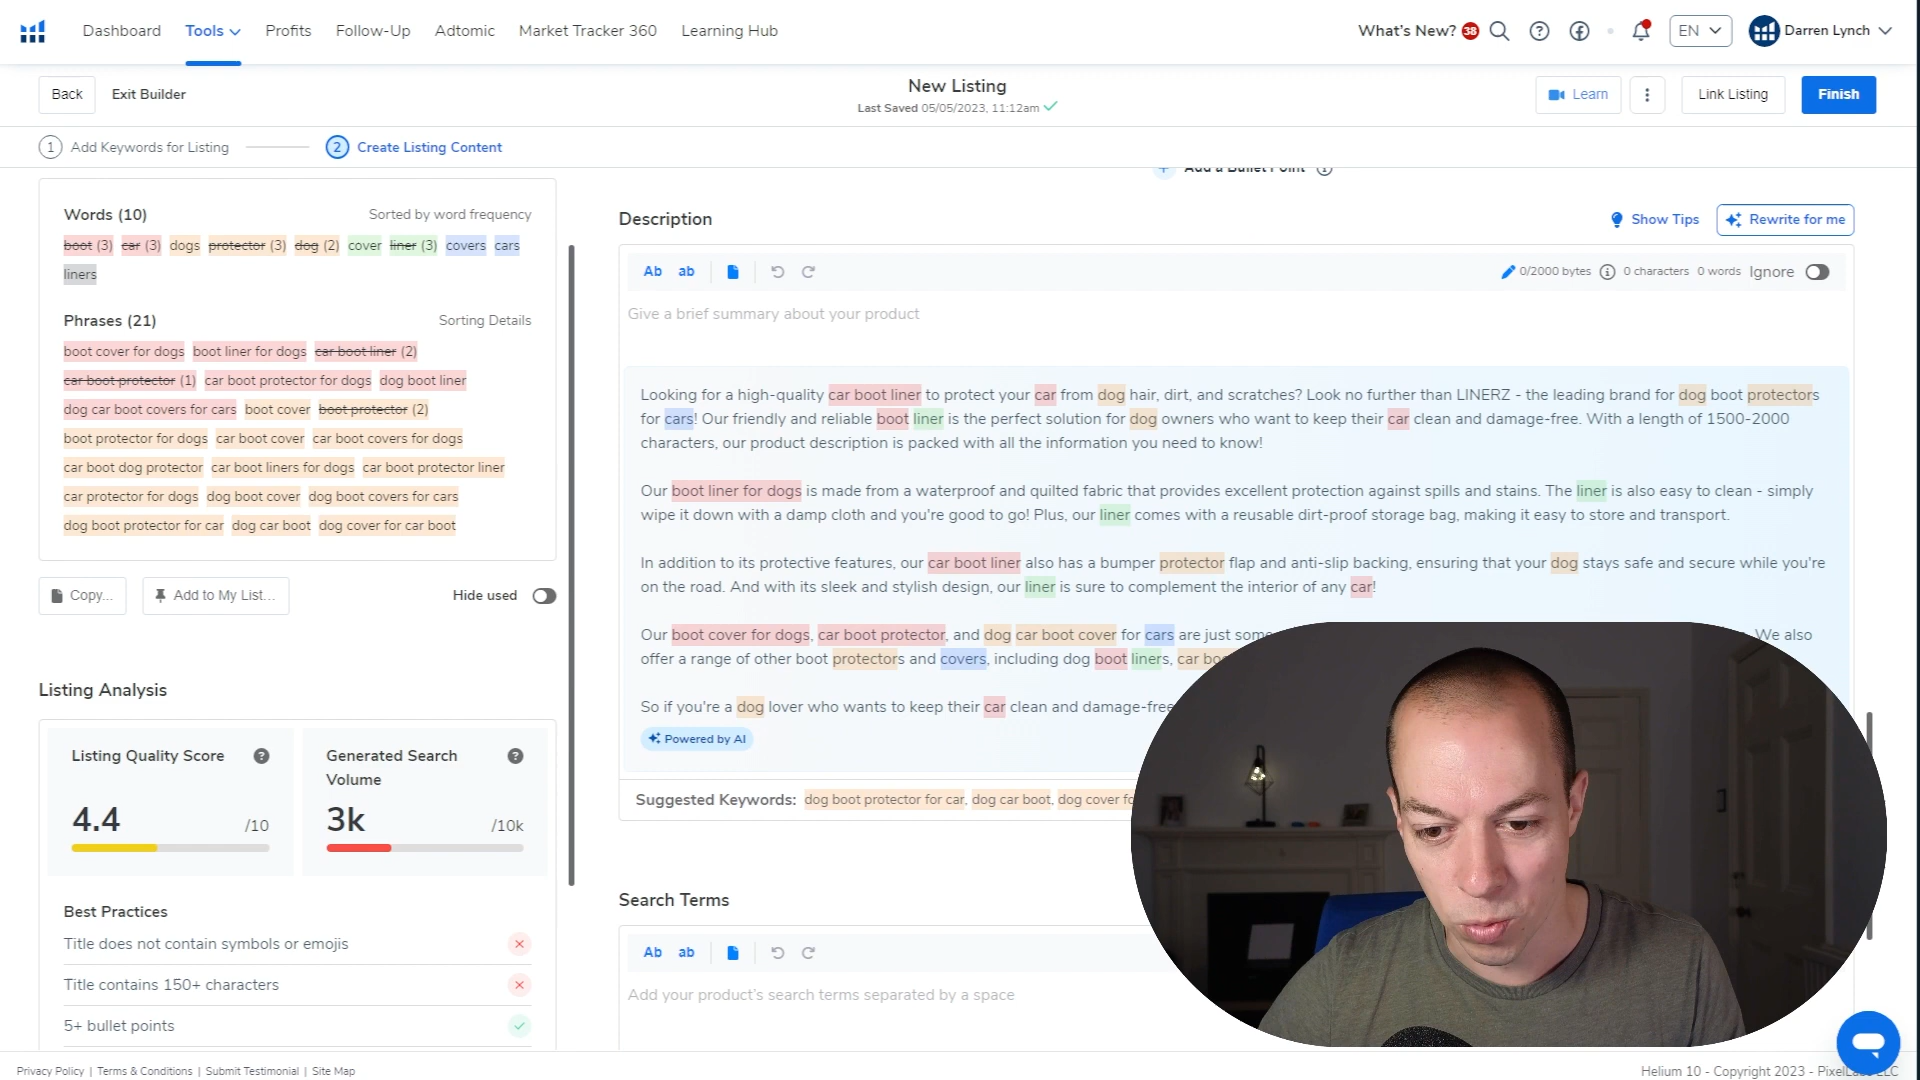 Dashboard Tools Profits Follow-Up Adtomic Market Tracker 360 Learning Hub What's New? 38 EN Darren Lynch
Back Exit Builder New Listing Learn Link Listing Finish
Last Saved 05/05/2023, 11:12am
1 Add Keywords for Listing 2 Create Listing Content
Add a Bullet Point
Words (10) Sorted by word frequency
boot (3) car (3) dogs protector (3) dog (2) cover liner (3) covers cars
liners
Phrases (21) Sorting Details
boot cover for dogs boot liner for dogs car boot liner (2)
car boot protector (1) car boot protector for dogs dog boot liner
dog car boot covers for cars boot cover boot protector (2)
boot protector for dogs car boot cover car boot covers for dogs
car boot dog protector car boot liners for dogs car boot protector liner
car protector for dogs dog boot cover dog boot covers for cars
dog boot protector for car dog car boot dog cover for car boot
Copy... Add to My List... Hide used
Listing Analysis
Listing Quality Score ? Generated Search Volume ?
4.4 /10 3k /10k
Best Practices
Title does not contain symbols or emojis
Title contains 150+ characters
5+ bullet points
Description Show Tips Rewrite for me
Ab ab 0/2000 bytes 0 characters 0 words Ignore
Give a brief summary about your product
Looking for a high-quality car boot liner to protect your car from dog hair, dirt, and scratches? Look no further than LINERZ - the leading brand for dog boot protectors
for cars! Our friendly and reliable boot liner is the perfect solution for dog owners who want to keep their car clean and damage-free. With a length of 1500-2000
characters, our product description is packed with all the information you need to know!
Our boot liner for dogs is made from a waterproof and quilted fabric that provides excellent protection against spills and stains. The liner is also easy to clean - simply
wipe it down with a damp cloth and you're good to go! Plus, our liner comes with a reusable dirt-proof storage bag, making it easy to store and transport.
In addition to its protective features, our car boot liner also has a bumper protector flap and anti-slip backing, ensuring that your dog stays safe and secure while you're
on the road. And with its sleek and stylish design, our liner is sure to complement the interior of any car!
Our boot cover for dogs, car boot protector, and dog car boot cover for cars are just some We also
offer a range of other boot protectors and covers, including dog boot liners, car
So if you're a dog lover who wants to keep their car clean and damage-free
Powered by AI
Suggested Keywords: dog boot protector for car, dog car boot, dog cover
Search Terms
Ab ab
Add your product's search terms separated by a space
Privacy Policy | Terms & Conditions | Submit Testimonial | Site Map Helium 10 - Copyright 2023 -